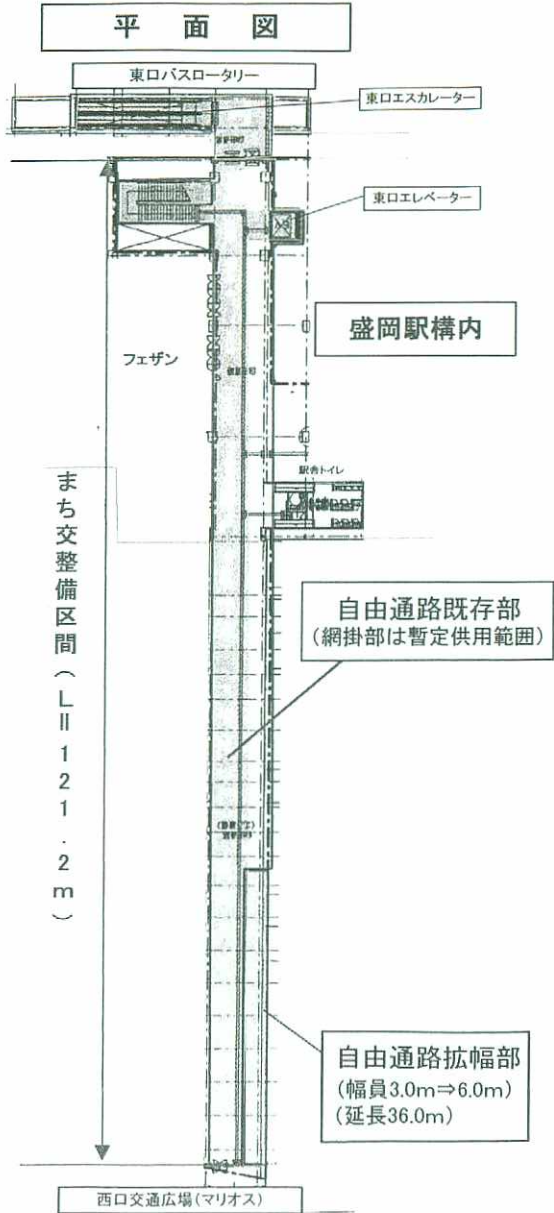 平面図
東口バスロータリー
東口エスカレーター
東口エレベーター
盛岡駅構内
フェザン
駅舎トイレ
まち交整備区間(L=121.2m)
自由通路既存部
(網掛部は暫定供用範囲)
自由通路拡幅部
(幅員3.0m⇒6.0m)
(延長36.0m)
西口交通広場(マリオス)